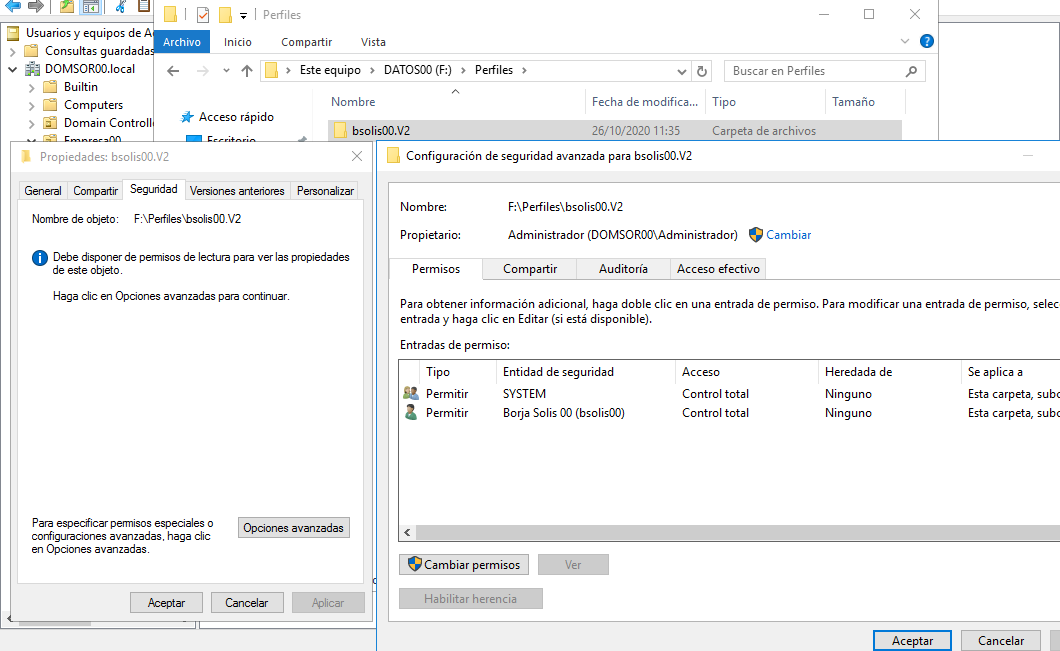 Usuarios y equipos de A
Consultas guardadas
DOMSOR00.local
Builtin
Computers
Domain Controlle
Empresa00
Perfiles
Archivo
Inicio
Compartir
Vista
Este equipo > DATOS00 (F:) > Perfiles >
Buscar en Perfiles
Acceso rápido
Escritorio
Nombre
Fecha de modifica...
Tipo
Tamaño
bsolis00.V2
26/10/2020 11:35
Carpeta de archivos
Propiedades: bsolis00.V2
General
Compartir
Seguridad
Versiones anteriores
Personalizar
Nombre de objeto: F:\Perfiles\bsolis00.V2
Debe disponer de permisos de lectura para ver las propiedades
de este objeto.
Haga clic en Opciones avanzadas para continuar.
Para especificar permisos especiales o
configuraciones avanzadas, haga clic
en Opciones avanzadas.
Opciones avanzadas
Aceptar
Cancelar
Aplicar
Configuración de seguridad avanzada para bsolis00.V2
Nombre: F:\Perfiles\bsolis00.V2
Propietario: Administrador (DOMSOR00\Administrador) Cambiar
Permisos
Compartir
Auditoría
Acceso efectivo
Para obtener información adicional, haga doble clic en una entrada de permiso. Para modificar una entrada de permiso, selec
entrada y haga clic en Editar (si está disponible).
Entradas de permiso:
Tipo Entidad de seguridad Acceso Heredada de Se aplica a
Permitir SYSTEM Control total Ninguno Esta carpeta, subc
Permitir Borja Solis 00 (bsolis00) Control total Ninguno Esta carpeta, subc
Cambiar permisos
Ver
Habilitar herencia
Aceptar
Cancelar